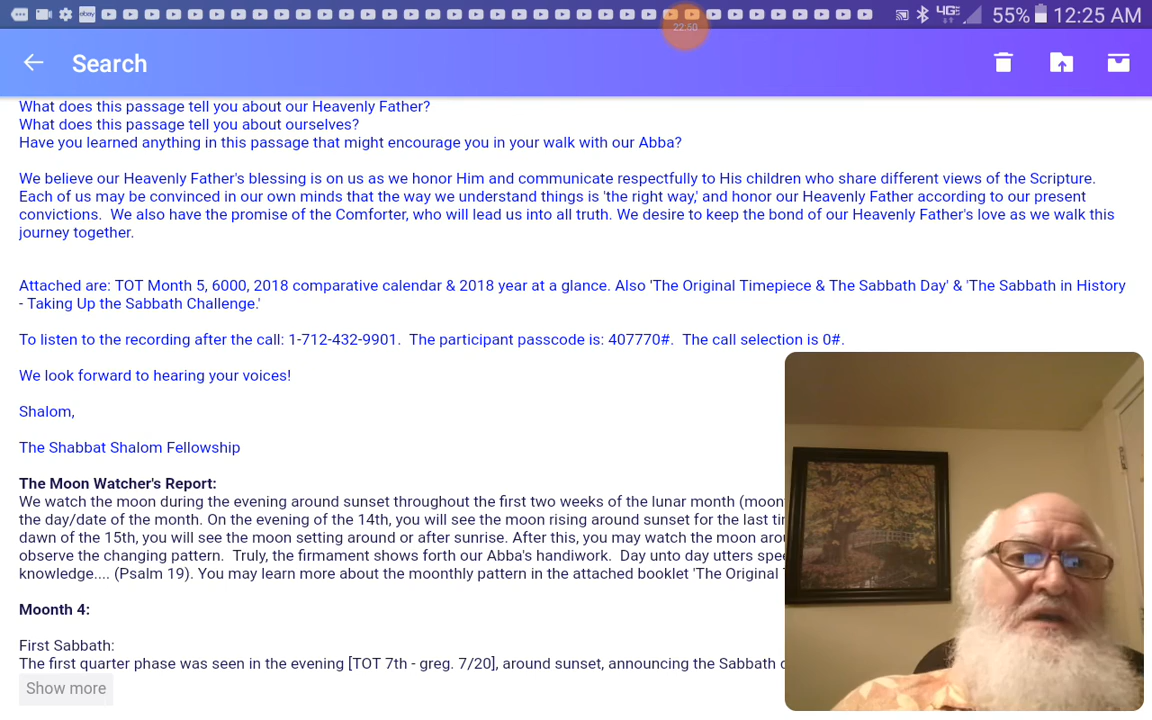 ebay
4G
55%
12:25 AM
22:50
Search
What does this passage tell you about our Heavenly Father?
What does this passage tell you about ourselves?
Have you learned anything in this passage that might encourage you in your walk with our Abba?
We believe our Heavenly Father's blessing is on us as we honor Him and communicate respectfully to His children who share different views of the Scripture.
Each of us may be convinced in our own minds that the way we understand things is 'the right way,' and honor our Heavenly Father according to our present
convictions.  We also have the promise of the Comforter, who will lead us into all truth. We desire to keep the bond of our Heavenly Father's love as we walk this
journey together.
Attached are: TOT Month 5, 6000, 2018 comparative calendar & 2018 year at a glance. Also 'The Original Timepiece & The Sabbath Day' & 'The Sabbath in History
- Taking Up the Sabbath Challenge.'
To listen to the recording after the call: 1-712-432-9901.  The participant passcode is: 407770#.  The call selection is 0#.
We look forward to hearing your voices!
Shalom,
The Shabbat Shalom Fellowship
The Moon Watcher's Report:
We watch the moon during the evening around sunset throughout the first two weeks of the lunar month (moon
the day/date of the month. On the evening of the 14th, you will see the moon rising around sunset for the last
dawn of the 15th, you will see the moon setting around or after sunrise. After this, you may watch the moon
observe the changing pattern.  Truly, the firmament shows forth our Abba's handiwork.  Day unto day utters
knowledge.... (Psalm 19). You may learn more about the moonthly pattern in the attached booklet 'The Original
Moonth 4:
First Sabbath:
The first quarter phase was seen in the evening [TOT 7th - greg. 7/20], around sunset, announcing the Sabbath
Show more